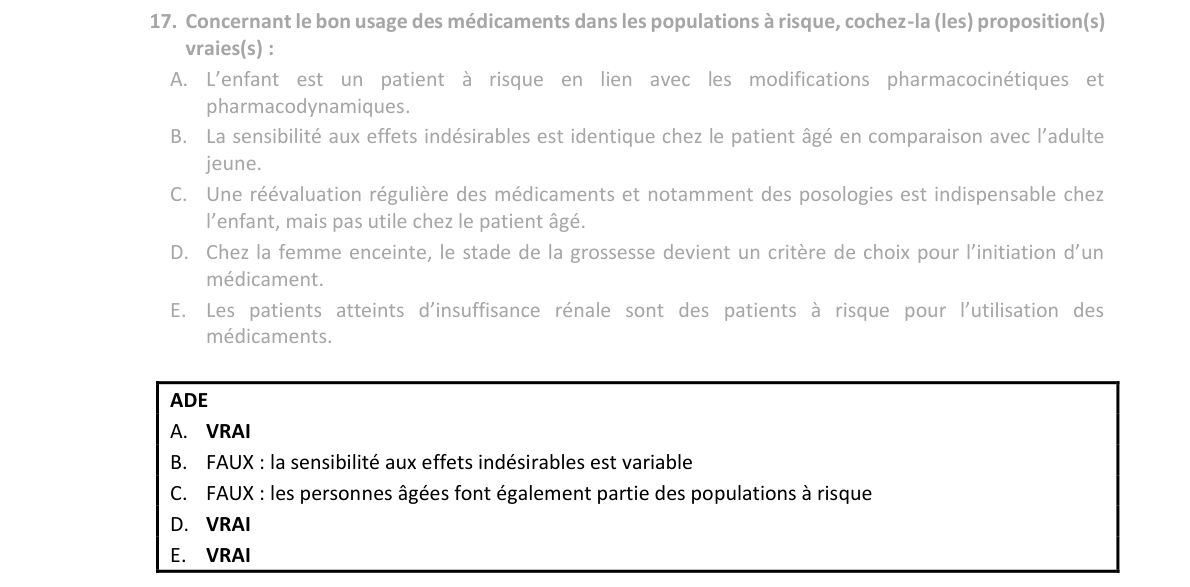 17. Concernant le bon usage des médicaments dans les populations à risque, cochez-la (les) proposition(s)
vraies(s) :
A. L’enfant est un patient à risque en lien avec les modifications pharmacocinétiques et
pharmacodynamiques.
B. La sensibilité aux effets indésirables est identique chez le patient âgé en comparaison avec l’adulte
jeune.
C. Une réévaluation régulière des médicaments et notamment des posologies est indispensable chez
l’enfant, mais pas utile chez le patient âgé.
D. Chez la femme enceinte, le stade de la grossesse devient un critère de choix pour l’initiation d’un
médicament.
E. Les patients atteints d’insuffisance rénale sont des patients à risque pour l’utilisation des
médicaments.
ADE
A. VRAI
B. FAUX : la sensibilité aux effets indésirables est variable
C. FAUX : les personnes âgées font également partie des populations à risque
D. VRAI
E. VRAI